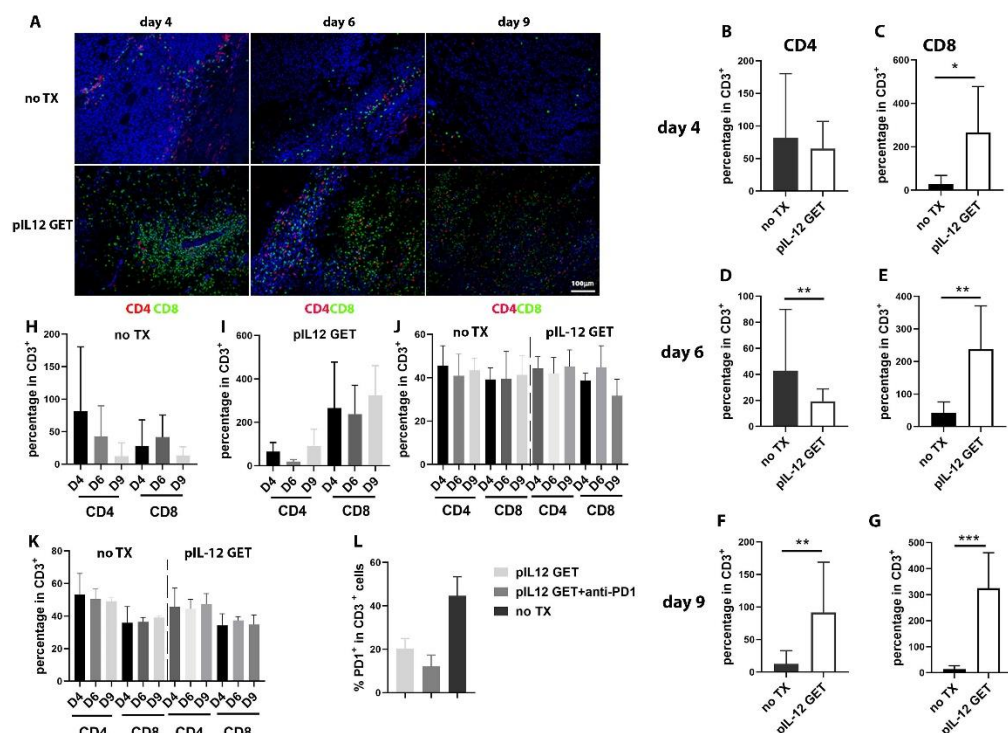 A
day 4 day 6 day 9
no TX
pIL12 GET
100µm
CD4 CD8 CD4CD8 CD4CD8
B
CD4
percentage in CD3⁺
200
150
100
50
0
no TX
pIL-12 GET
C
CD8
percentage in CD3⁺
600
400
200
0
*
no TX
pIL-12 GET
day 4
D
percentage in CD3⁺
100
80
60
40
20
0
**
no TX
pIL-12 GET
E
percentage in CD3⁺
400
300
200
100
0
**
no TX
pIL-12 GET
day 6
F
percentage in CD3⁺
200
150
100
50
0
**
no TX
pIL-12 GET
G
percentage in CD3⁺
500
400
300
200
100
0
***
no TX
pIL-12 GET
day 9
H
no TX
percentage in CD3⁺
200
150
100
50
0
D4 D6 D9 D4 D6 D9
CD4 CD8
I
pIL12 GET
percentage in CD3⁺
600
400
200
0
D4 D6 D9 D4 D6 D9
CD4 CD8
J
no TX pIL-12 GET
percentage in CD3⁺
60
40
20
0
D4 D6 D9 D4 D6 D9 D4 D6 D9 D4 D6 D9
CD4 CD8 CD4 CD8
K
no TX pIL-12 GET
percentage in CD3⁺
80
60
40
20
0
D4 D6 D9 D4 D6 D9 D4 D6 D9 D4 D6 D9
CD4 CD8 CD4 CD8
L
% PD1⁺ in CD3 ⁺ cells
60
40
20
0
pIL12 GET
pIL12 GET+anti-PD1
no TX